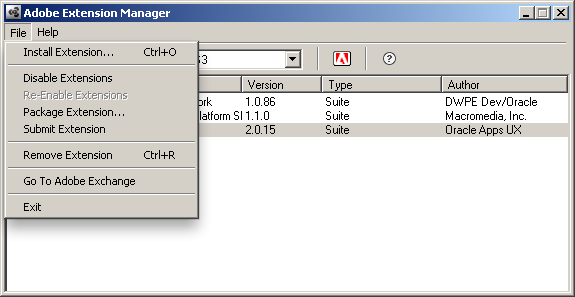 Adobe Extension Manager
File Help
Install Extension... Ctrl+O
Disable Extensions
Re-Enable Extensions
Package Extension...
Submit Extension
Remove Extension Ctrl+R
Go To Adobe Exchange
Exit
S3
Version Type Author
ork 1.0.86 Suite DWPE Dev/Oracle
latform SI 1.1.0 Suite Macromedia, Inc.
2.0.15 Suite Oracle Apps UX